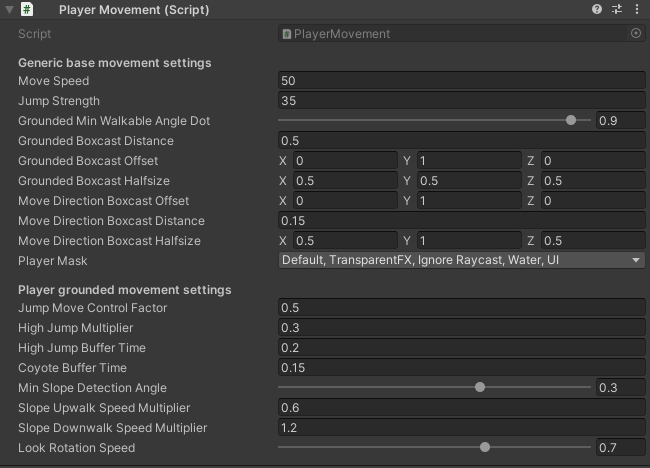 Player Movement (Script)
Script PlayerMovement
Generic base movement settings
Move Speed 50
Jump Strength 35
Grounded Min Walkable Angle Dot 0.9
Grounded Boxcast Distance 0.5
Grounded Boxcast Offset X 0 Y 1 Z 0
Grounded Boxcast Halfsize X 0.5 Y 0.5 Z 0.5
Move Direction Boxcast Offset X 0 Y 1 Z 0
Move Direction Boxcast Distance 0.15
Move Direction Boxcast Halfsize X 0.5 Y 1 Z 0.5
Player Mask Default, TransparentFX, Ignore Raycast, Water, UI
Player grounded movement settings
Jump Move Control Factor 0.5
High Jump Multiplier 0.3
High Jump Buffer Time 0.2
Coyote Buffer Time 0.15
Min Slope Detection Angle 0.3
Slope Upwalk Speed Multiplier 0.6
Slope Downwalk Speed Multiplier 1.2
Look Rotation Speed 0.7